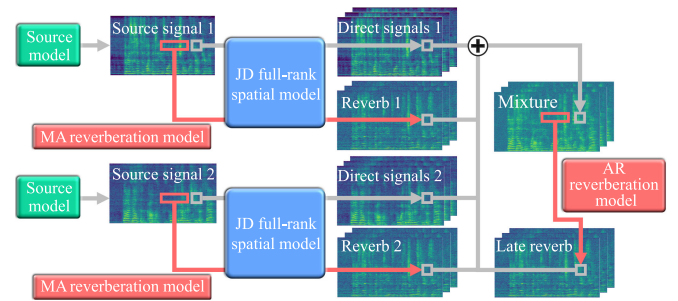 Source
model
Source signal 1
JD full-rank
spatial model
Direct signals 1
Reverb 1
MA reverberation model
Mixture
AR
reverberation
model
Source
model
Source signal 2
JD full-rank
spatial model
Direct signals 2
Reverb 2
Late reverb
MA reverberation model